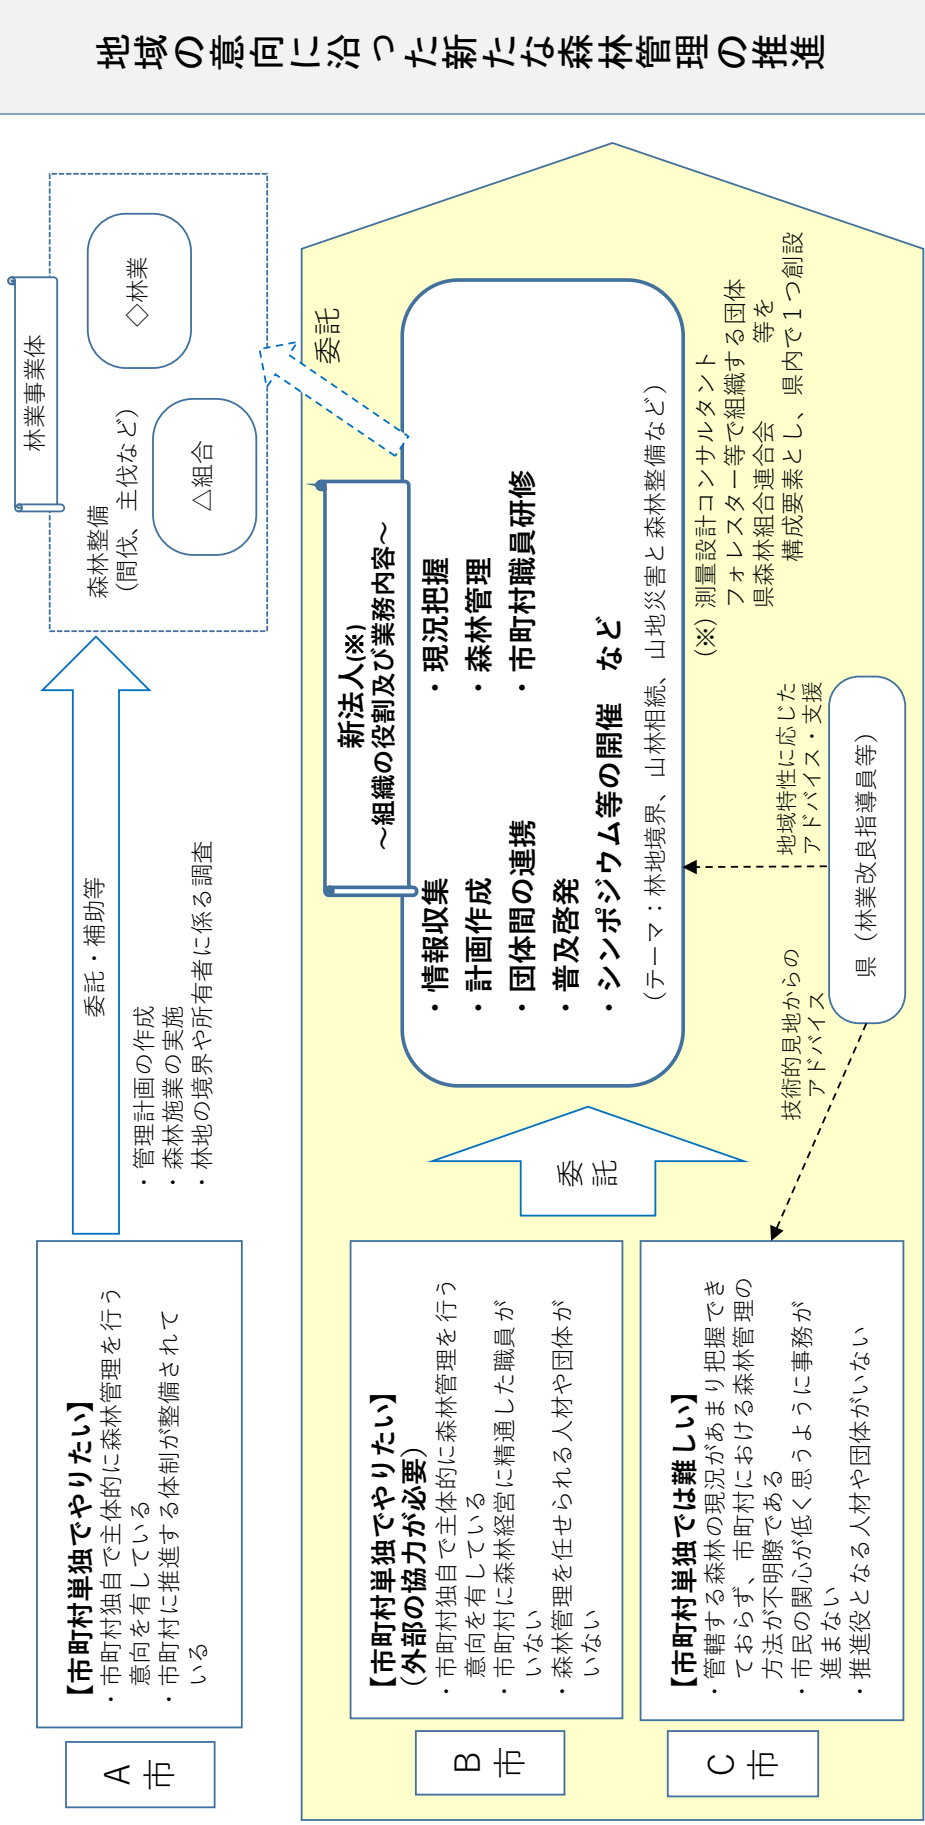 地域の意向に沿った新たな森林管理の推進
A
市
【市町村単独でやりたい】
・市町村独自で主体的に森林管理を行う
意向を有している
・市町村に推進する体制が整備されて
いる
委託・補助等
・管理計画の作成
・森林施業の実施
・林地の境界や所有者に係る調査
林業事業体
森林整備
(間伐、主伐など)
△組合
◇林業
B
市
【市町村単独でやりたい】
(外部の協力が必要)
・市町村独自で主体的に森林管理を行う
意向を有している
・市町村に森林経営に精通した職員が
いない
・森林管理を任せられる人材や団体が
いない
C
市
【市町村単独では難しい】
・管轄する森林の現況があまり把握でき
ておらず、市町村における森林管理の
方法が不明瞭である
・市民の関心が低く思うように事務が
進まない
・推進役となる人材や団体がいない
委
託
新法人(※)
～組織の役割及び業務内容～
・情報収集　・現況把握
・計画作成　・森林管理
・団体間の連携　・市町村職員研修
・普及啓発
・シンポジウム等の開催　など
(テーマ：林地境界、山林相続、山地災害と森林整備など)
委託
(※) 測量設計コンサルタント
フォレスター等で組織する団体
県森林組合連合会　等を
構成要素とし、県内で1つ創設
技術的見地からの
アドバイス
地域特性に応じた
アドバイス・支援
県（林業改良指導員等）